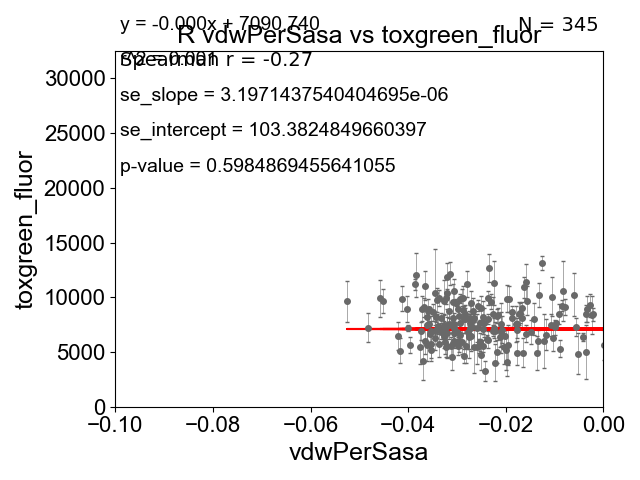 y = -0.000x + 7090.740
N = 345
R vdwPerSasa vs toxgreen_fluor
Spearman r = -0.27
se_slope = 3.1971437540404695e-06
se_intercept = 103.3824849660397
p-value = 0.5984869455641055
toxgreen_fluor
30000
25000
20000
15000
10000
5000
0
−0.10
−0.08
−0.06
−0.04
−0.02
0.00
vdwPerSasa